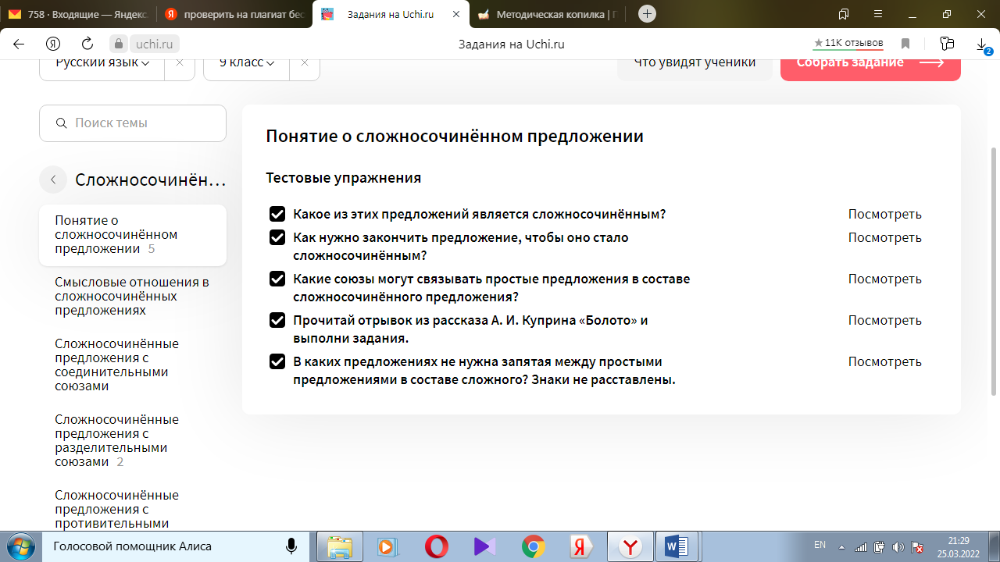 758 · Входящие — Яндекс.
проверить на плагиат бес
Задания на Uchi.ru
Методическая копилка |
uchi.ru
Задания на Uchi.ru
★11K отзывов
2
Русский язык
9 класс
Что увидят ученики
Собрать задание
Поиск темы
Сложносочинён...
Понятие о
сложносочинённом
предложении 5
Смысловые отношения в
сложносочинённых
предложениях
Сложносочинённые
предложения с
соединительными
союзами
Сложносочинённые
предложения с
разделительными
союзами 2
Сложносочинённые
предложения с
противительными
Понятие о сложносочинённом предложении
Тестовые упражнения
Какое из этих предложений является сложносочинённым?
Посмотреть
Как нужно закончить предложение, чтобы оно стало
сложносочинённым?
Посмотреть
Какие союзы могут связывать простые предложения в составе
сложносочинённого предложения?
Посмотреть
Прочитай отрывок из рассказа А. И. Куприна «Болото» и
выполни задания.
Посмотреть
В каких предложениях не нужна запятая между простыми
предложениями в составе сложного? Знаки не расставлены.
Посмотреть
Голосовой помощник Алиса
EN
21:29
25.03.2022